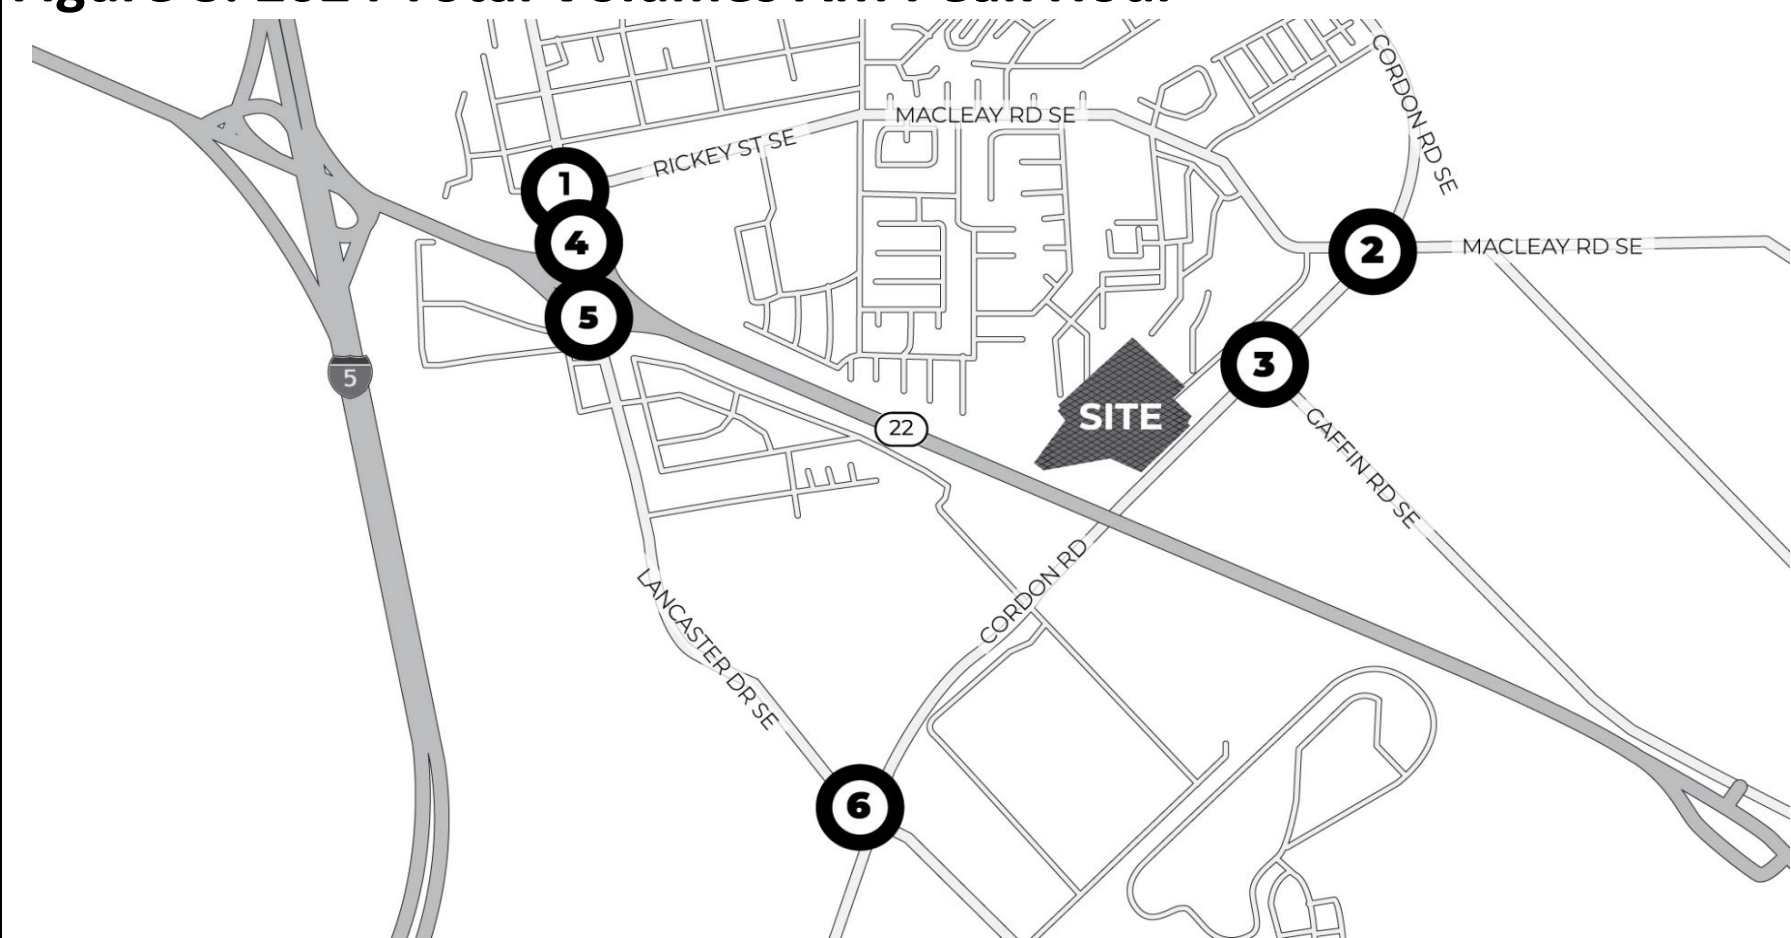 CORDON RD SE
MACLEAY RD SE
RICKEY ST SE
1
4
5
2
MACLEAY RD SE
3
5
SITE
22
GAFFIN RD SE
CORDON RD
LANCASTER DR SE
6